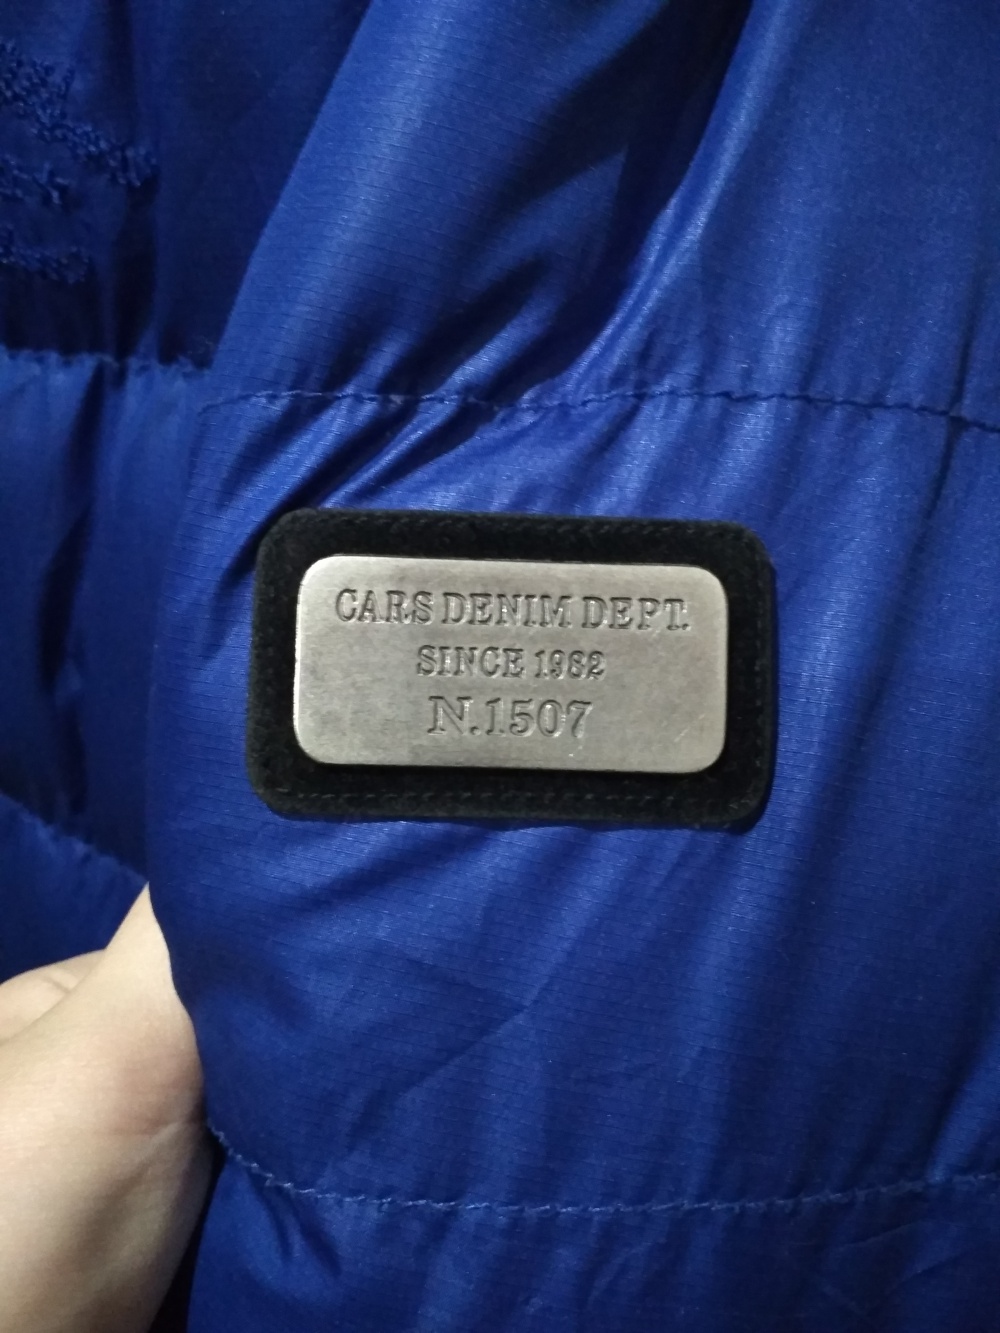 CARS DENIM DEPT.
SINCE 1982
N.1507